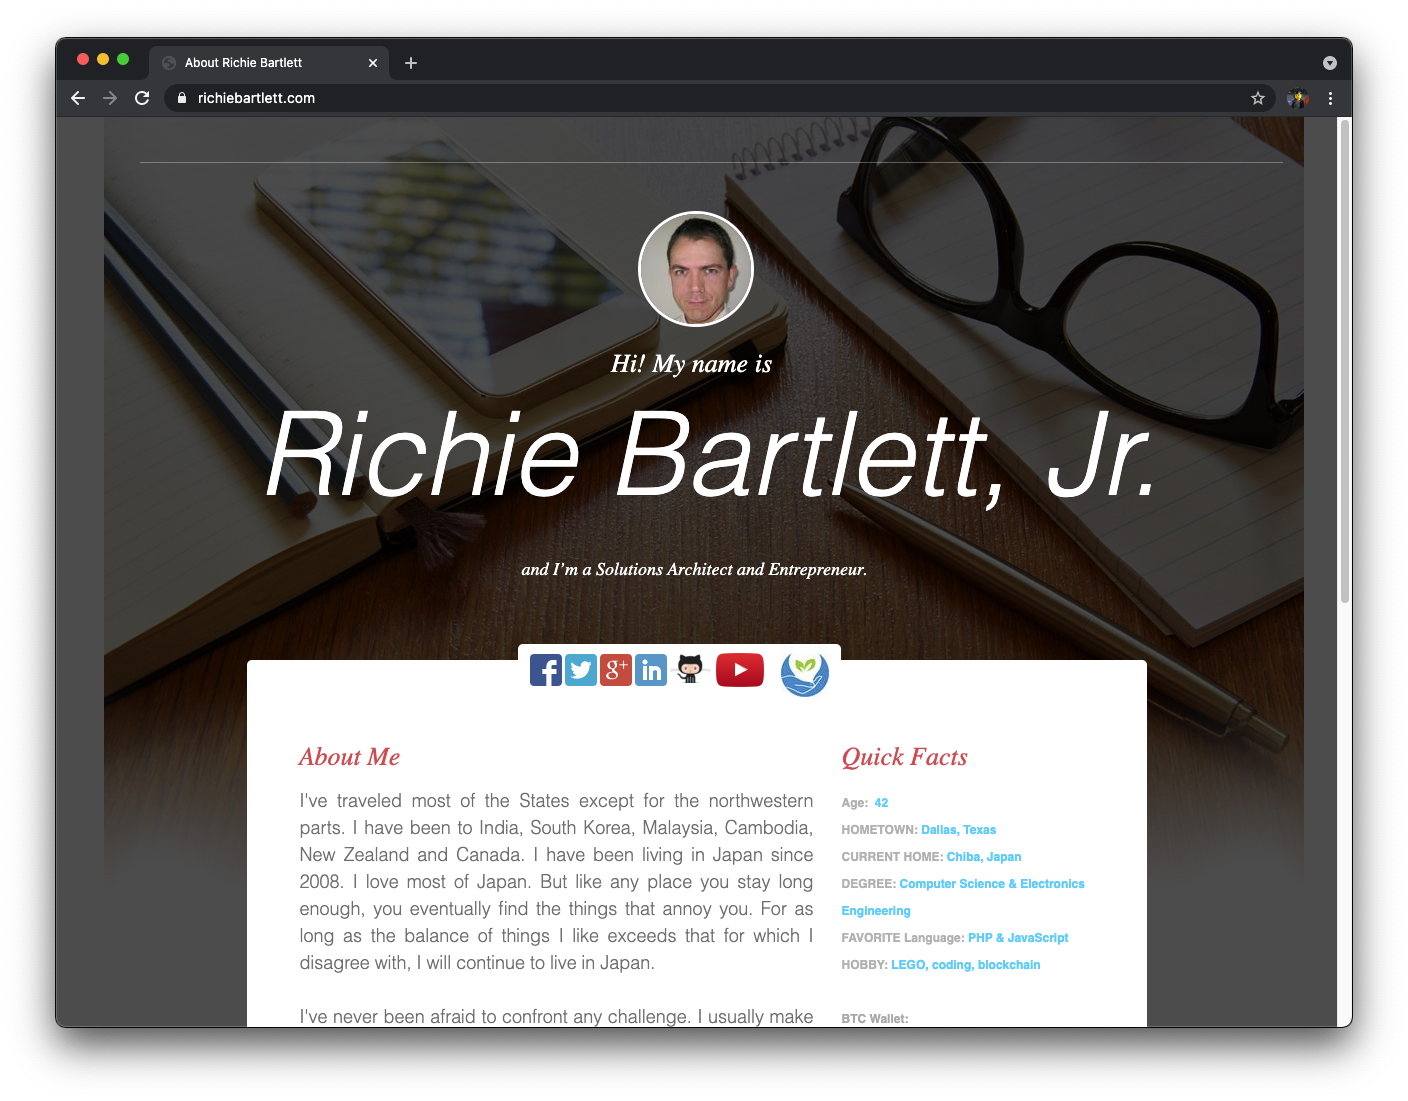 About Richie Bartlett
richiebartlett.com
Hi! My name is
Richie Bartlett, Jr.
and I'm a Solutions Architect and Entrepreneur.
f
g+
in
About Me
I've traveled most of the States except for the northwestern
parts. I have been to India, South Korea, Malaysia, Cambodia,
New Zealand and Canada. I have been living in Japan since
2008. I love most of Japan. But like any place you stay long
enough, you eventually find the things that annoy you. For as
long as the balance of things I like exceeds that for which I
disagree with, I will continue to live in Japan.
I've never been afraid to confront any challenge. I usually make
Quick Facts
Age: 42
HOMETOWN: Dallas, Texas
CURRENT HOME: Chiba, Japan
DEGREE: Computer Science & Electronics
Engineering
FAVORITE Language: PHP & JavaScript
HOBBY: LEGO, coding, blockchain
BTC Wallet: